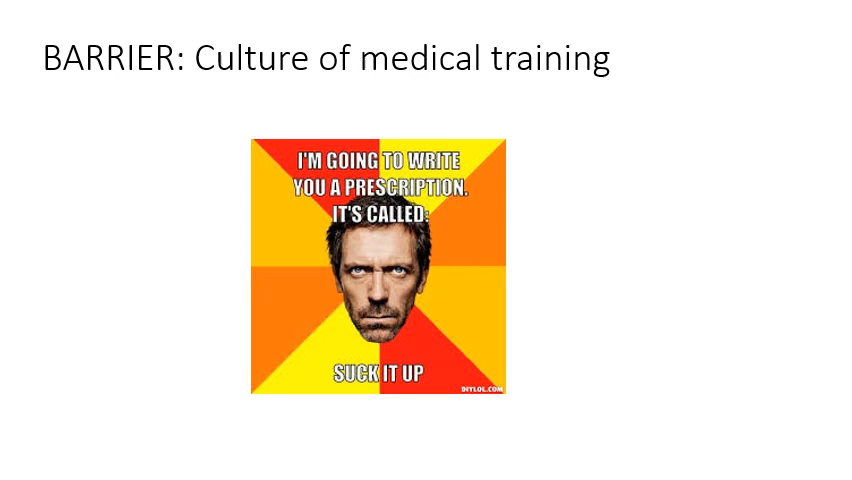 BARRIER: Culture of medical training
I'M GOING TO WRITE
YOU A PRESCRIPTION.
IT'S CALLED:
SUCK IT UP
DIYLOL.COM